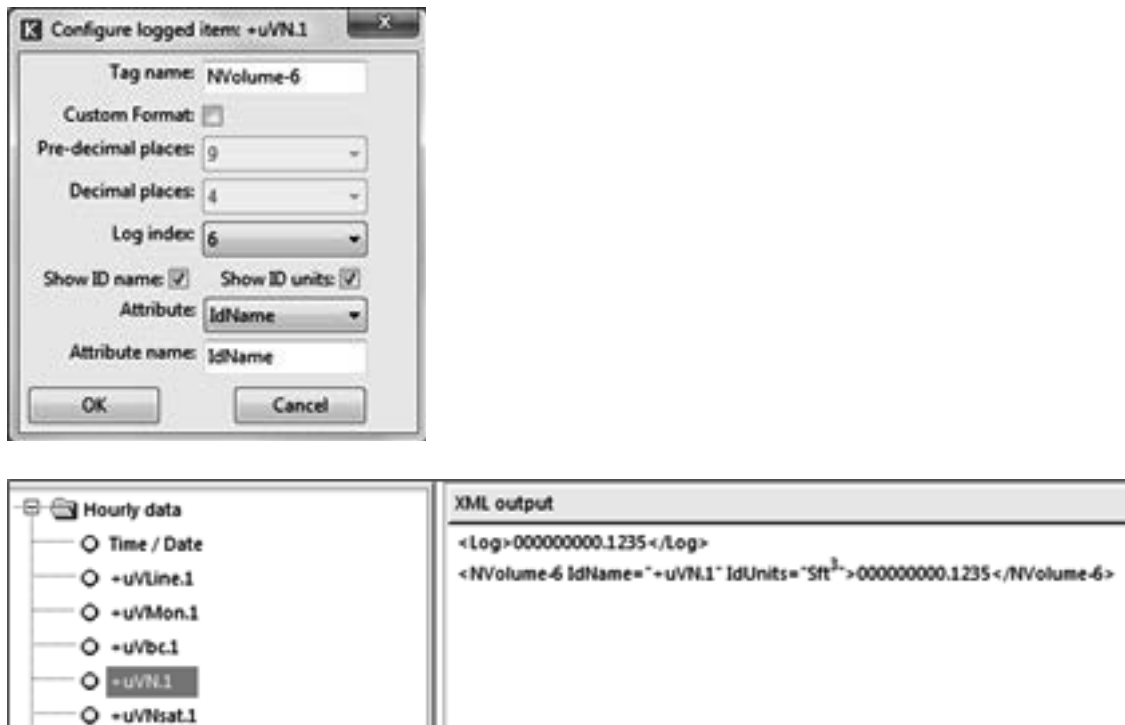 K Configure logged item: +uVN.1 x
Tag name: NVolume-6
Custom Format:
Pre-decimal places: 9
Decimal places: 4
Log index: 6
Show ID name: Show ID units:
Attribute: IdName
Attribute name: IdName
OK Cancel
Hourly data
Time / Date
+uVLine.1
+uVMon.1
+uVbc.1
+uVN.1
+uVNsat.1
XML output
<Log>000000000.1235</Log>
<NVolume-6 IdName="+uVN.1" IdUnits="Sft³">000000000.1235</NVolume-6>